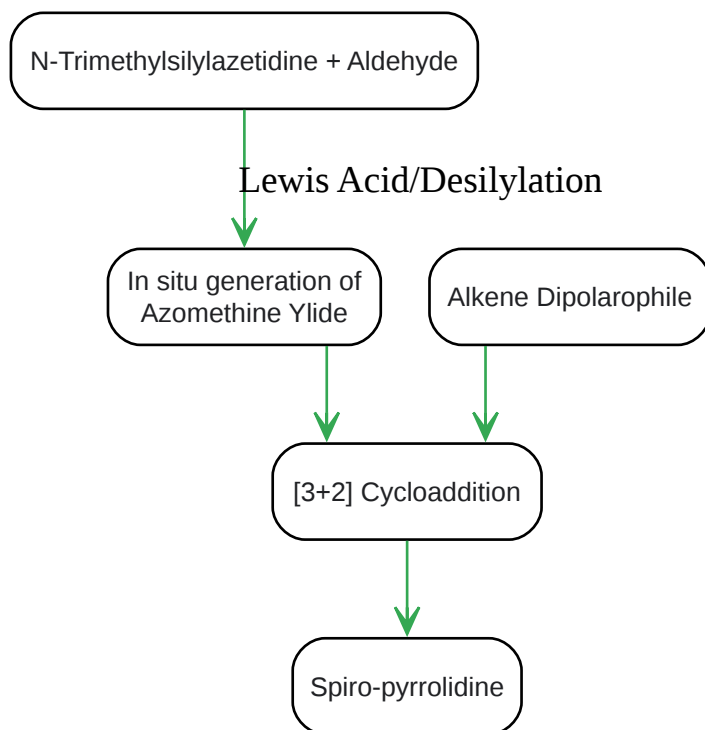 N-Trimethylsilylazetidine + Aldehyde
Lewis Acid/Desilylation
In situ generation of
Azomethine Ylide
Alkene Dipolarophile
[3+2] Cycloaddition
Spiro-pyrrolidine